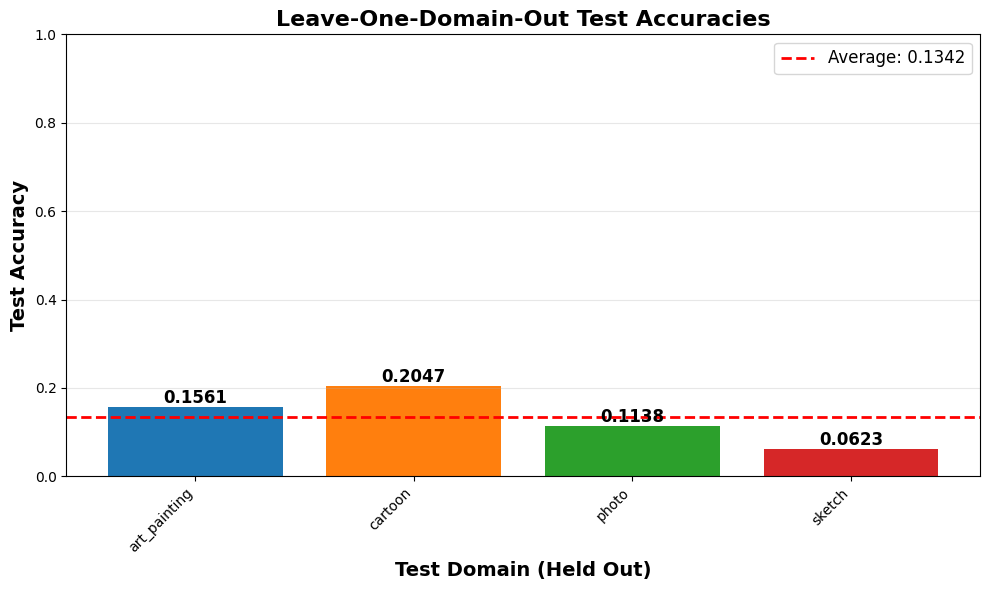 Leave-One-Domain-Out Test Accuracies
Average: 0.1342
Test Accuracy
1.0
0.8
0.6
0.4
0.2
0.0
0.1561
0.2047
0.1138
0.0623
art_painting
cartoon
photo
sketch
Test Domain (Held Out)